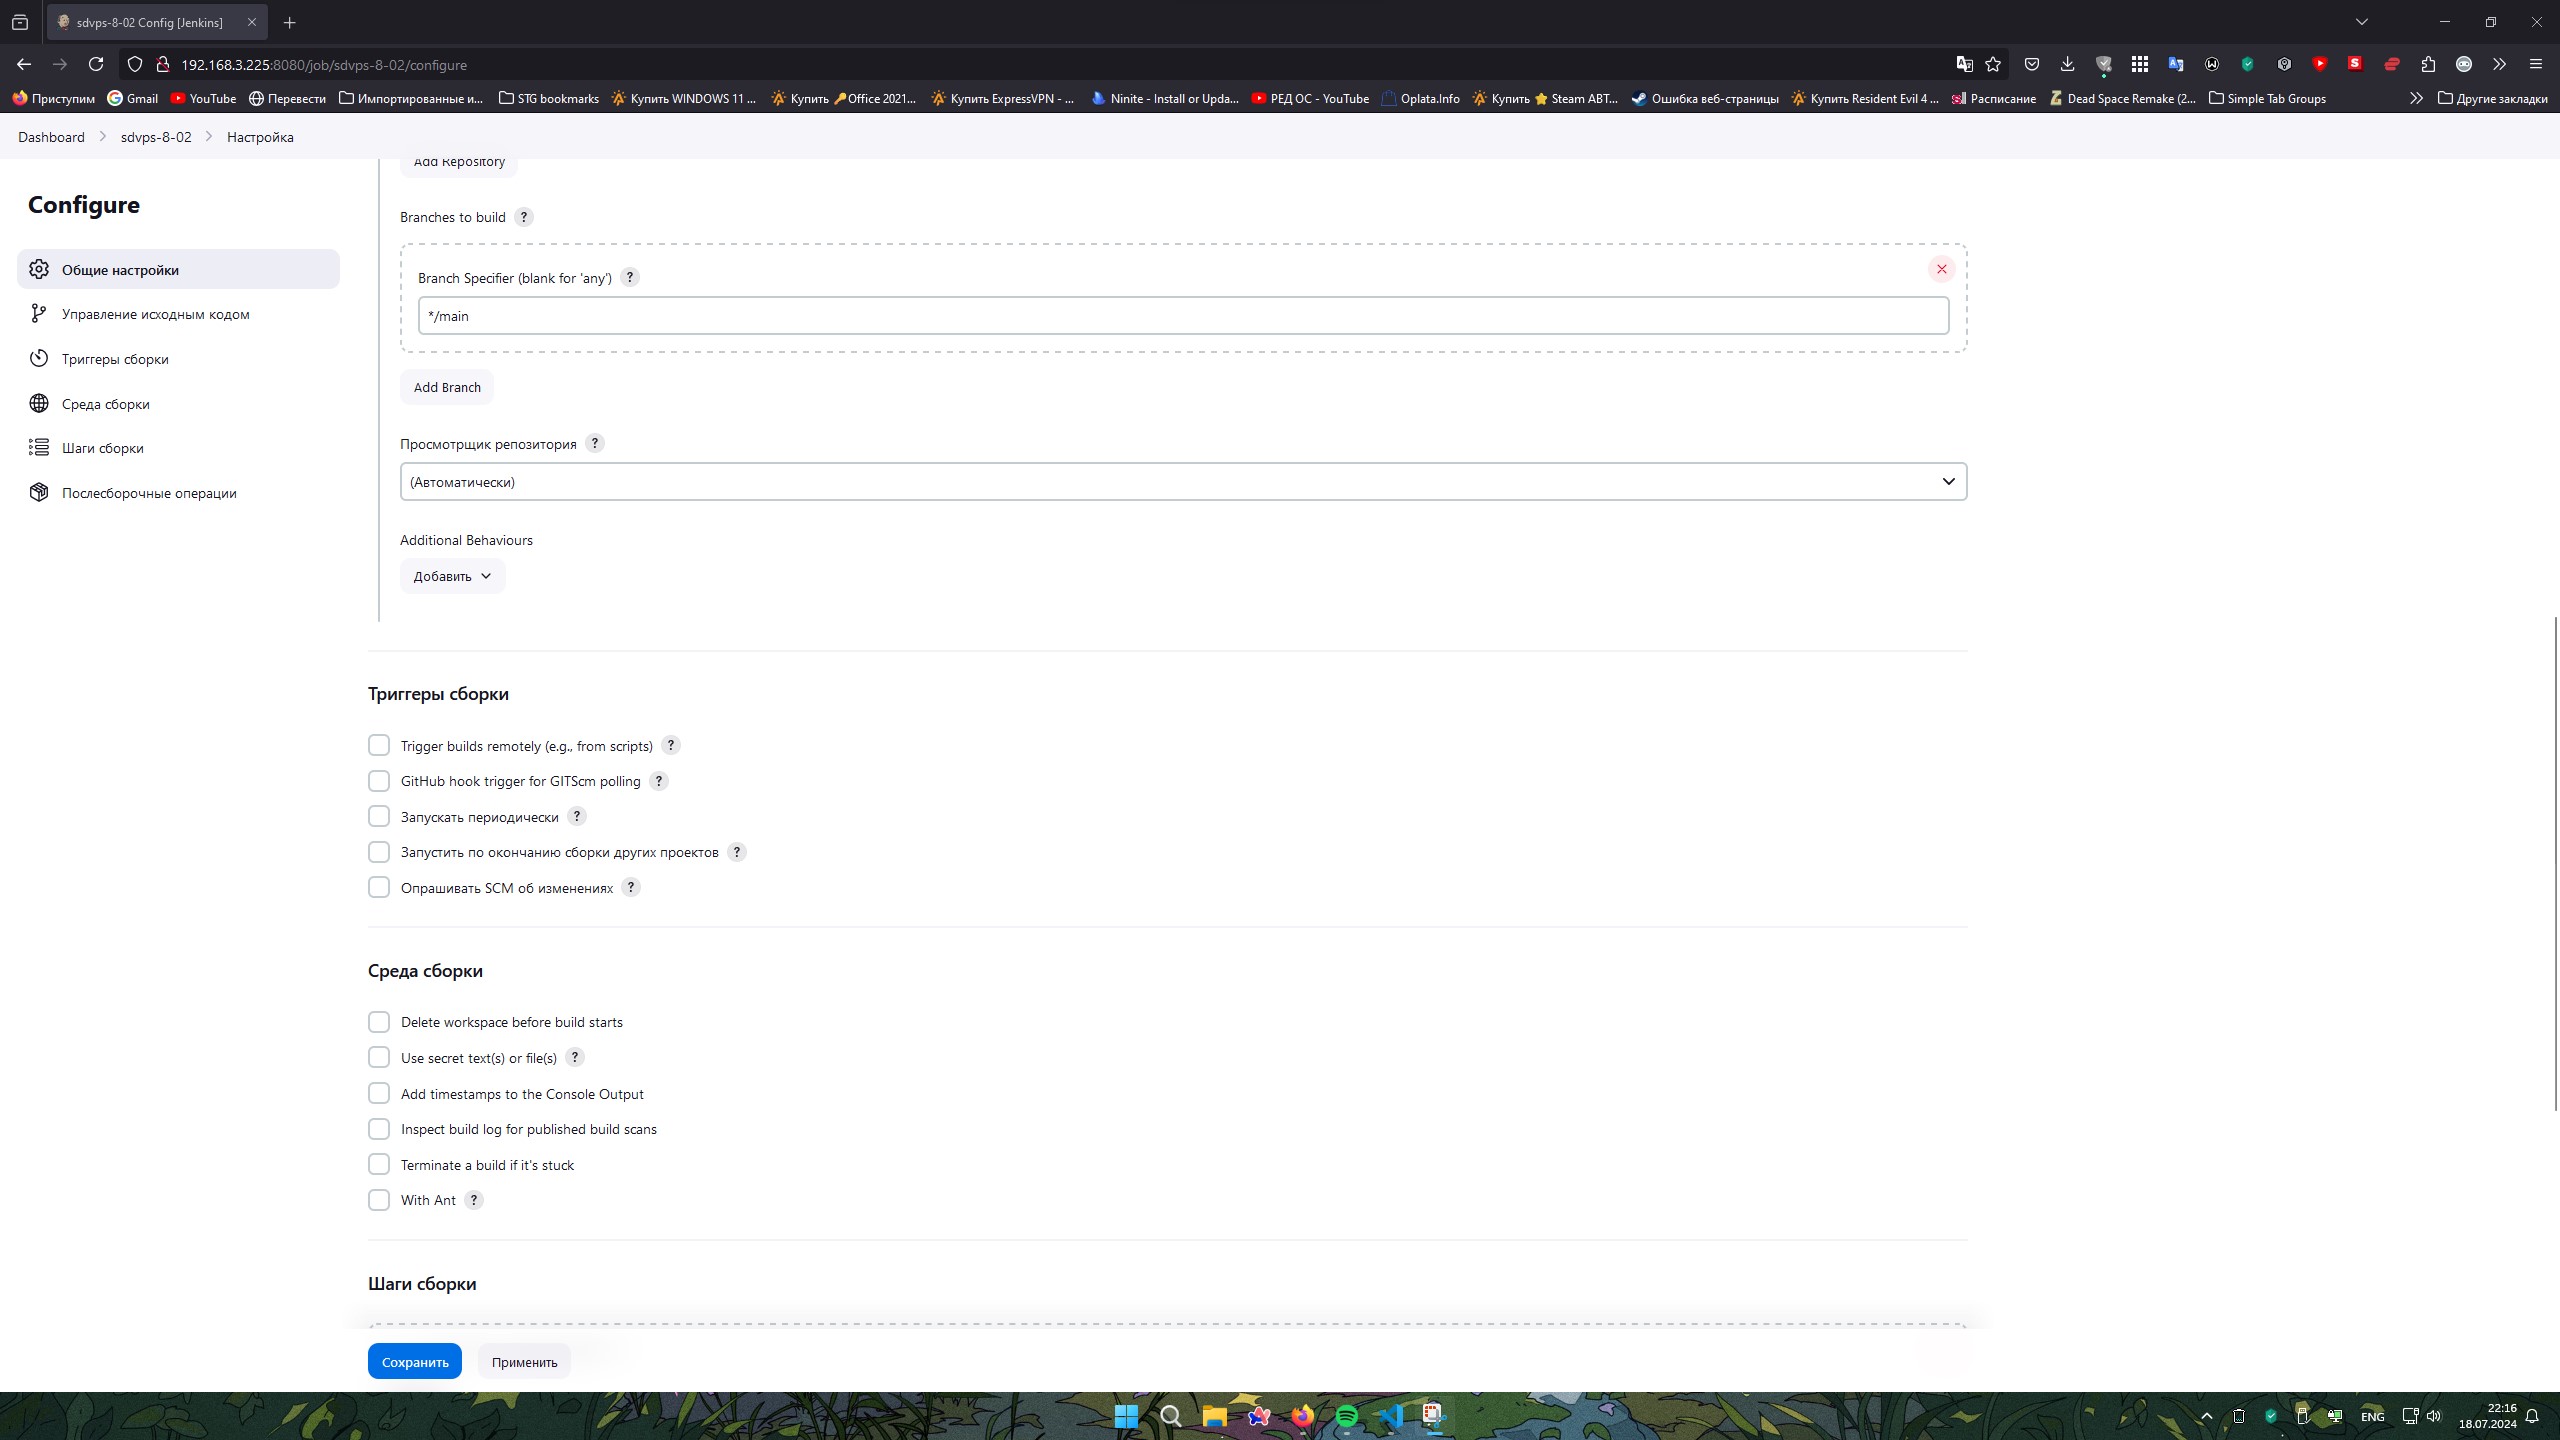 sdvps-8-02 Config [Jenkins]
192.168.3.225:8080/job/sdvps-8-02/configure
Приступим Gmail YouTube Перевести Импортированные и... STG bookmarks Купить WINDOWS 11 ... Купить 🔑Office 2021... Купить ExpressVPN - ... Ninite - Install or Upda... РЕД ОС - YouTube Oplata.Info Купить ⭐ Steam АВТ... Ошибка веб-страницы Купить Resident Evil 4 ... Расписание Dead Space Remake (2... Simple Tab Groups Другие закладки
Dashboard sdvps-8-02 Настройка
Configure
Общие настройки
Управление исходным кодом
Триггеры сборки
Среда сборки
Шаги сборки
Послесборочные операции
Add Repository
Branches to build ?
Branch Specifier (blank for 'any') ?
*/main
Add Branch
Просмотрщик репозитория ?
(Автоматически)
Additional Behaviours
Добавить
Триггеры сборки
Trigger builds remotely (e.g., from scripts) ?
GitHub hook trigger for GITScm polling ?
Запускать периодически ?
Запустить по окончанию сборки других проектов ?
Опрашивать SCM об изменениях ?
Среда сборки
Delete workspace before build starts
Use secret text(s) or file(s) ?
Add timestamps to the Console Output
Inspect build log for published build scans
Terminate a build if it's stuck
With Ant ?
Шаги сборки
Сохранить Применить
ENG
22:16
18.07.2024